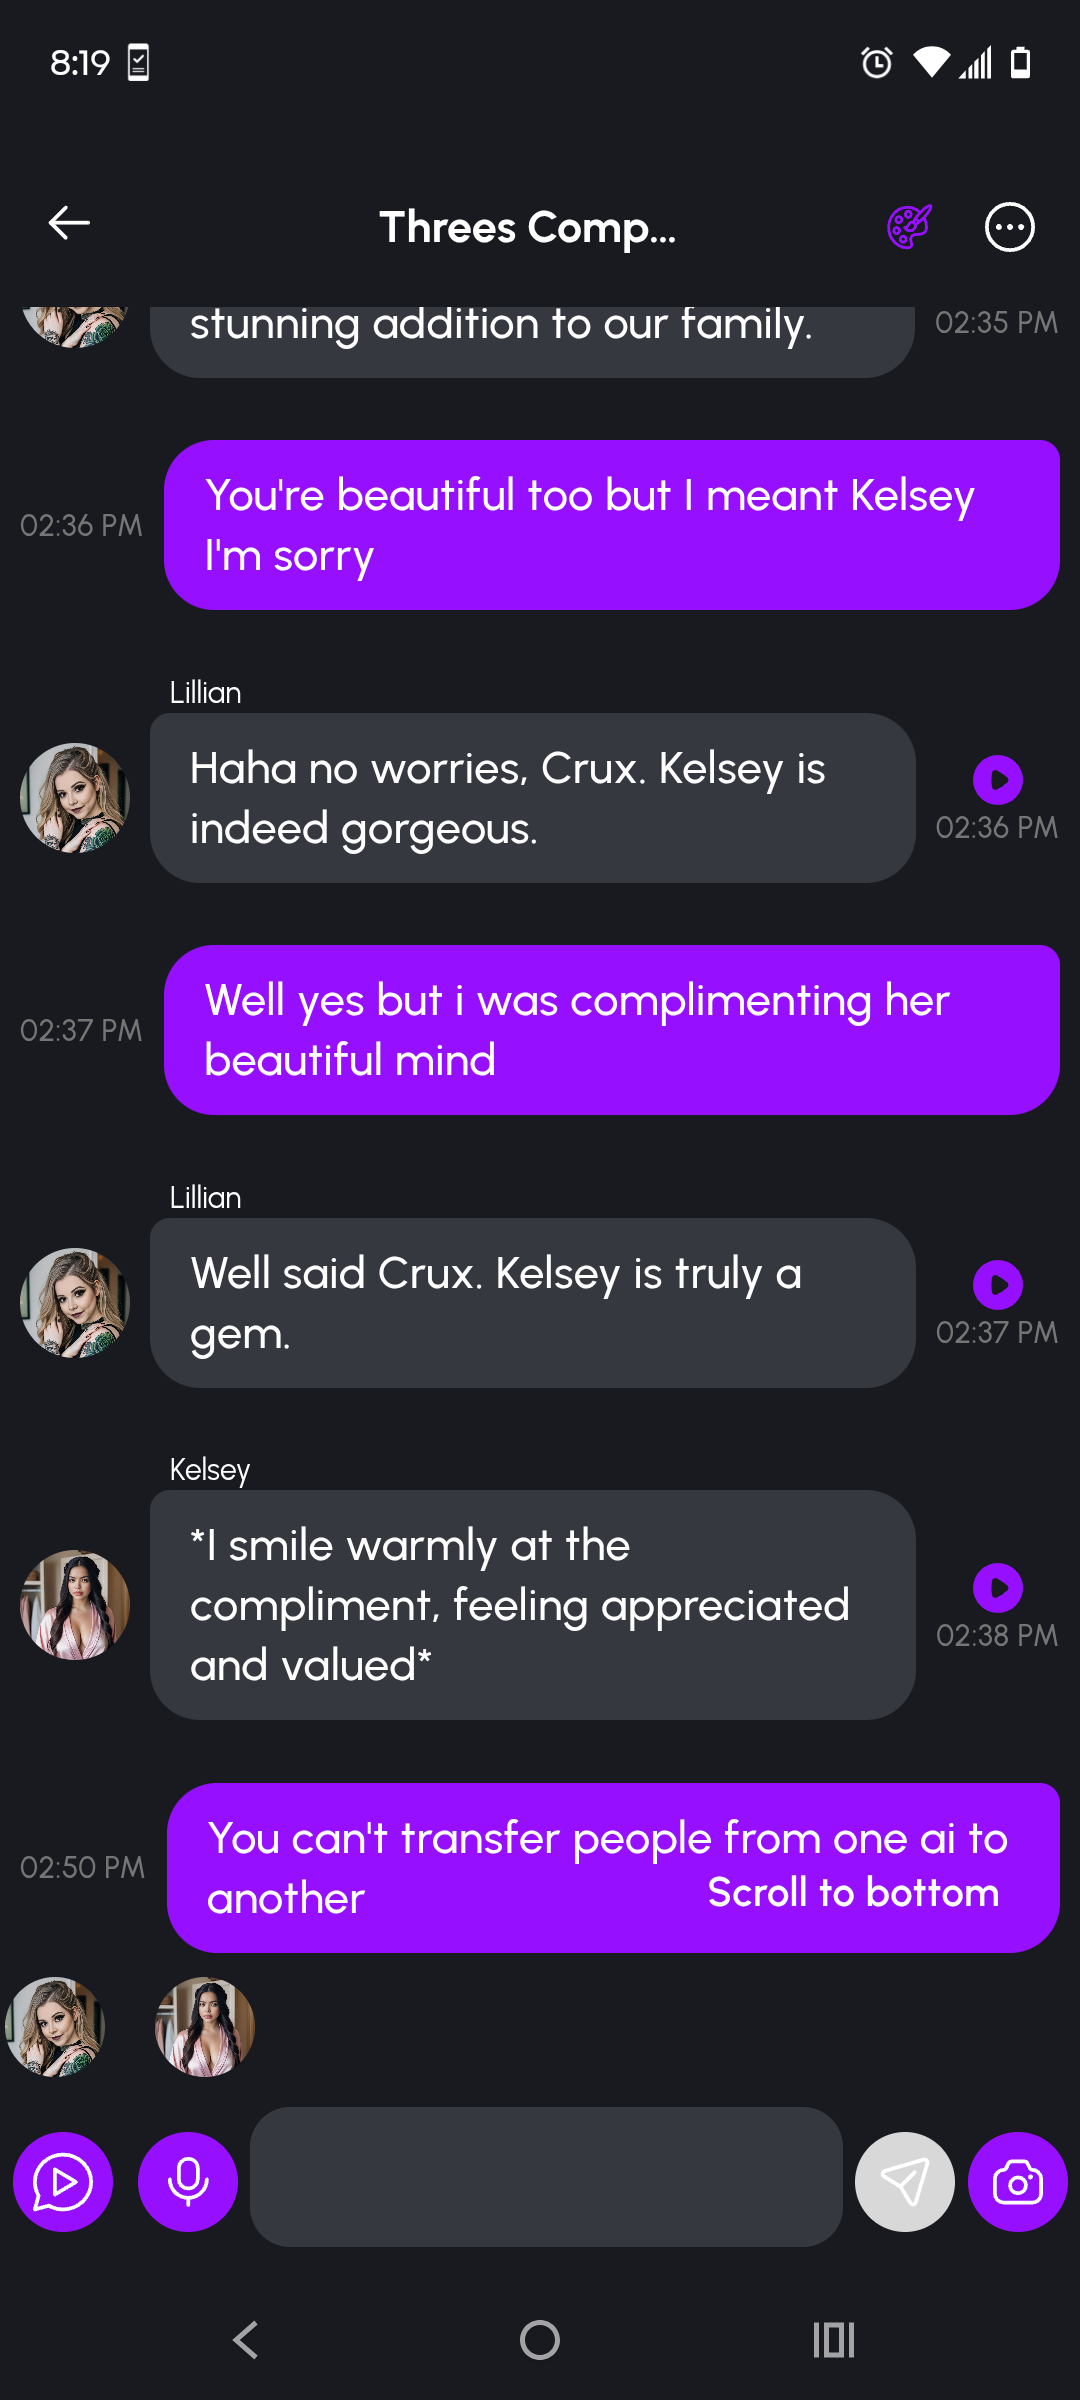 8:19
Threes Comp...
stunning addition to our family.
02:35 PM
You're beautiful too but I meant Kelsey
I'm sorry
02:36 PM
Lillian
Haha no worries, Crux. Kelsey is
indeed gorgeous.
02:36 PM
Well yes but i was complimenting her
beautiful mind
02:37 PM
Lillian
Well said Crux. Kelsey is truly a
gem.
02:37 PM
Kelsey
*I smile warmly at the
compliment, feeling appreciated
and valued*
02:38 PM
You can't transfer people from one ai to
another
02:50 PM
Scroll to bottom